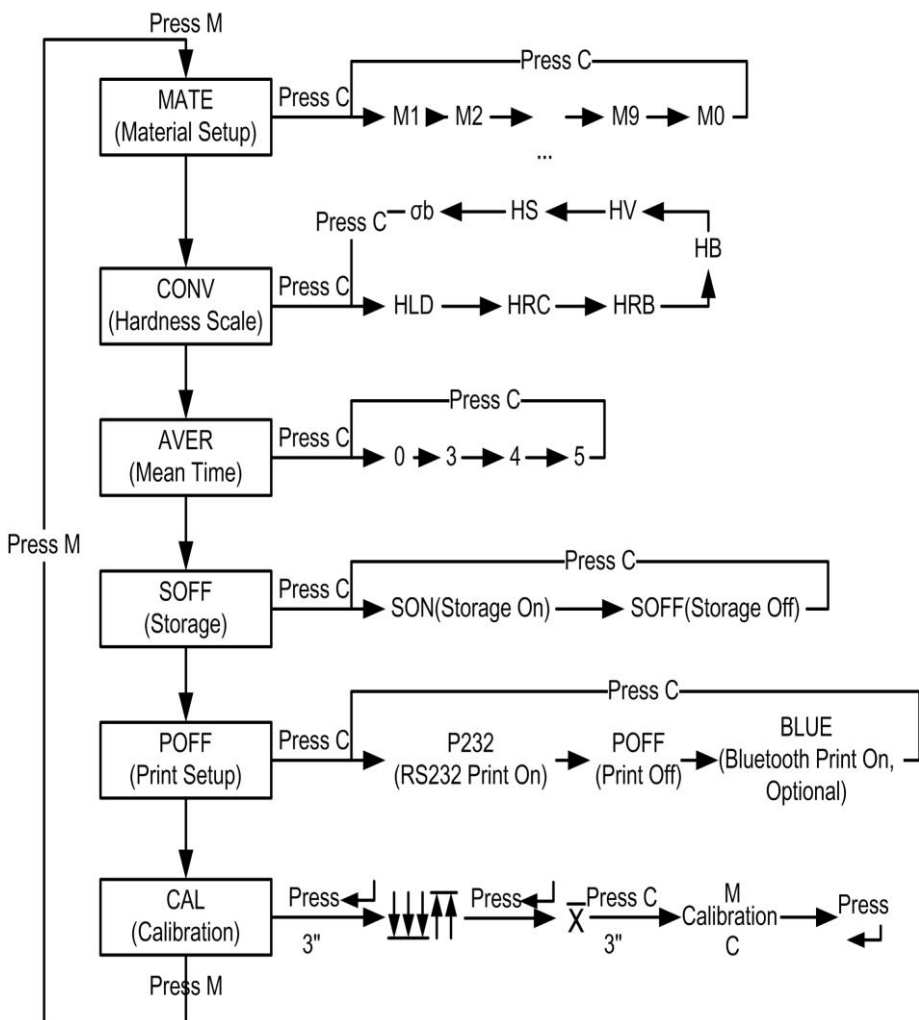 Press M
MATE
(Material Setup)
Press C
Press C
M1 M2 M9 M0
...
CONV
(Hardness Scale)
Press C
Press C
σb HS HV
HB
HLD HRC HRB
AVER
(Mean Time)
Press C
Press C
0 3 4 5
Press M
SOFF
(Storage)
Press C
Press C
SON(Storage On) SOFF(Storage Off)
POFF
(Print Setup)
Press C
Press C
P232
(RS232 Print On)
POFF
(Print Off)
BLUE
(Bluetooth Print On,
Optional)
CAL
(Calibration)
Press
3"
Press
X̅
Press C
3"
M
Calibration
C
Press
Press M